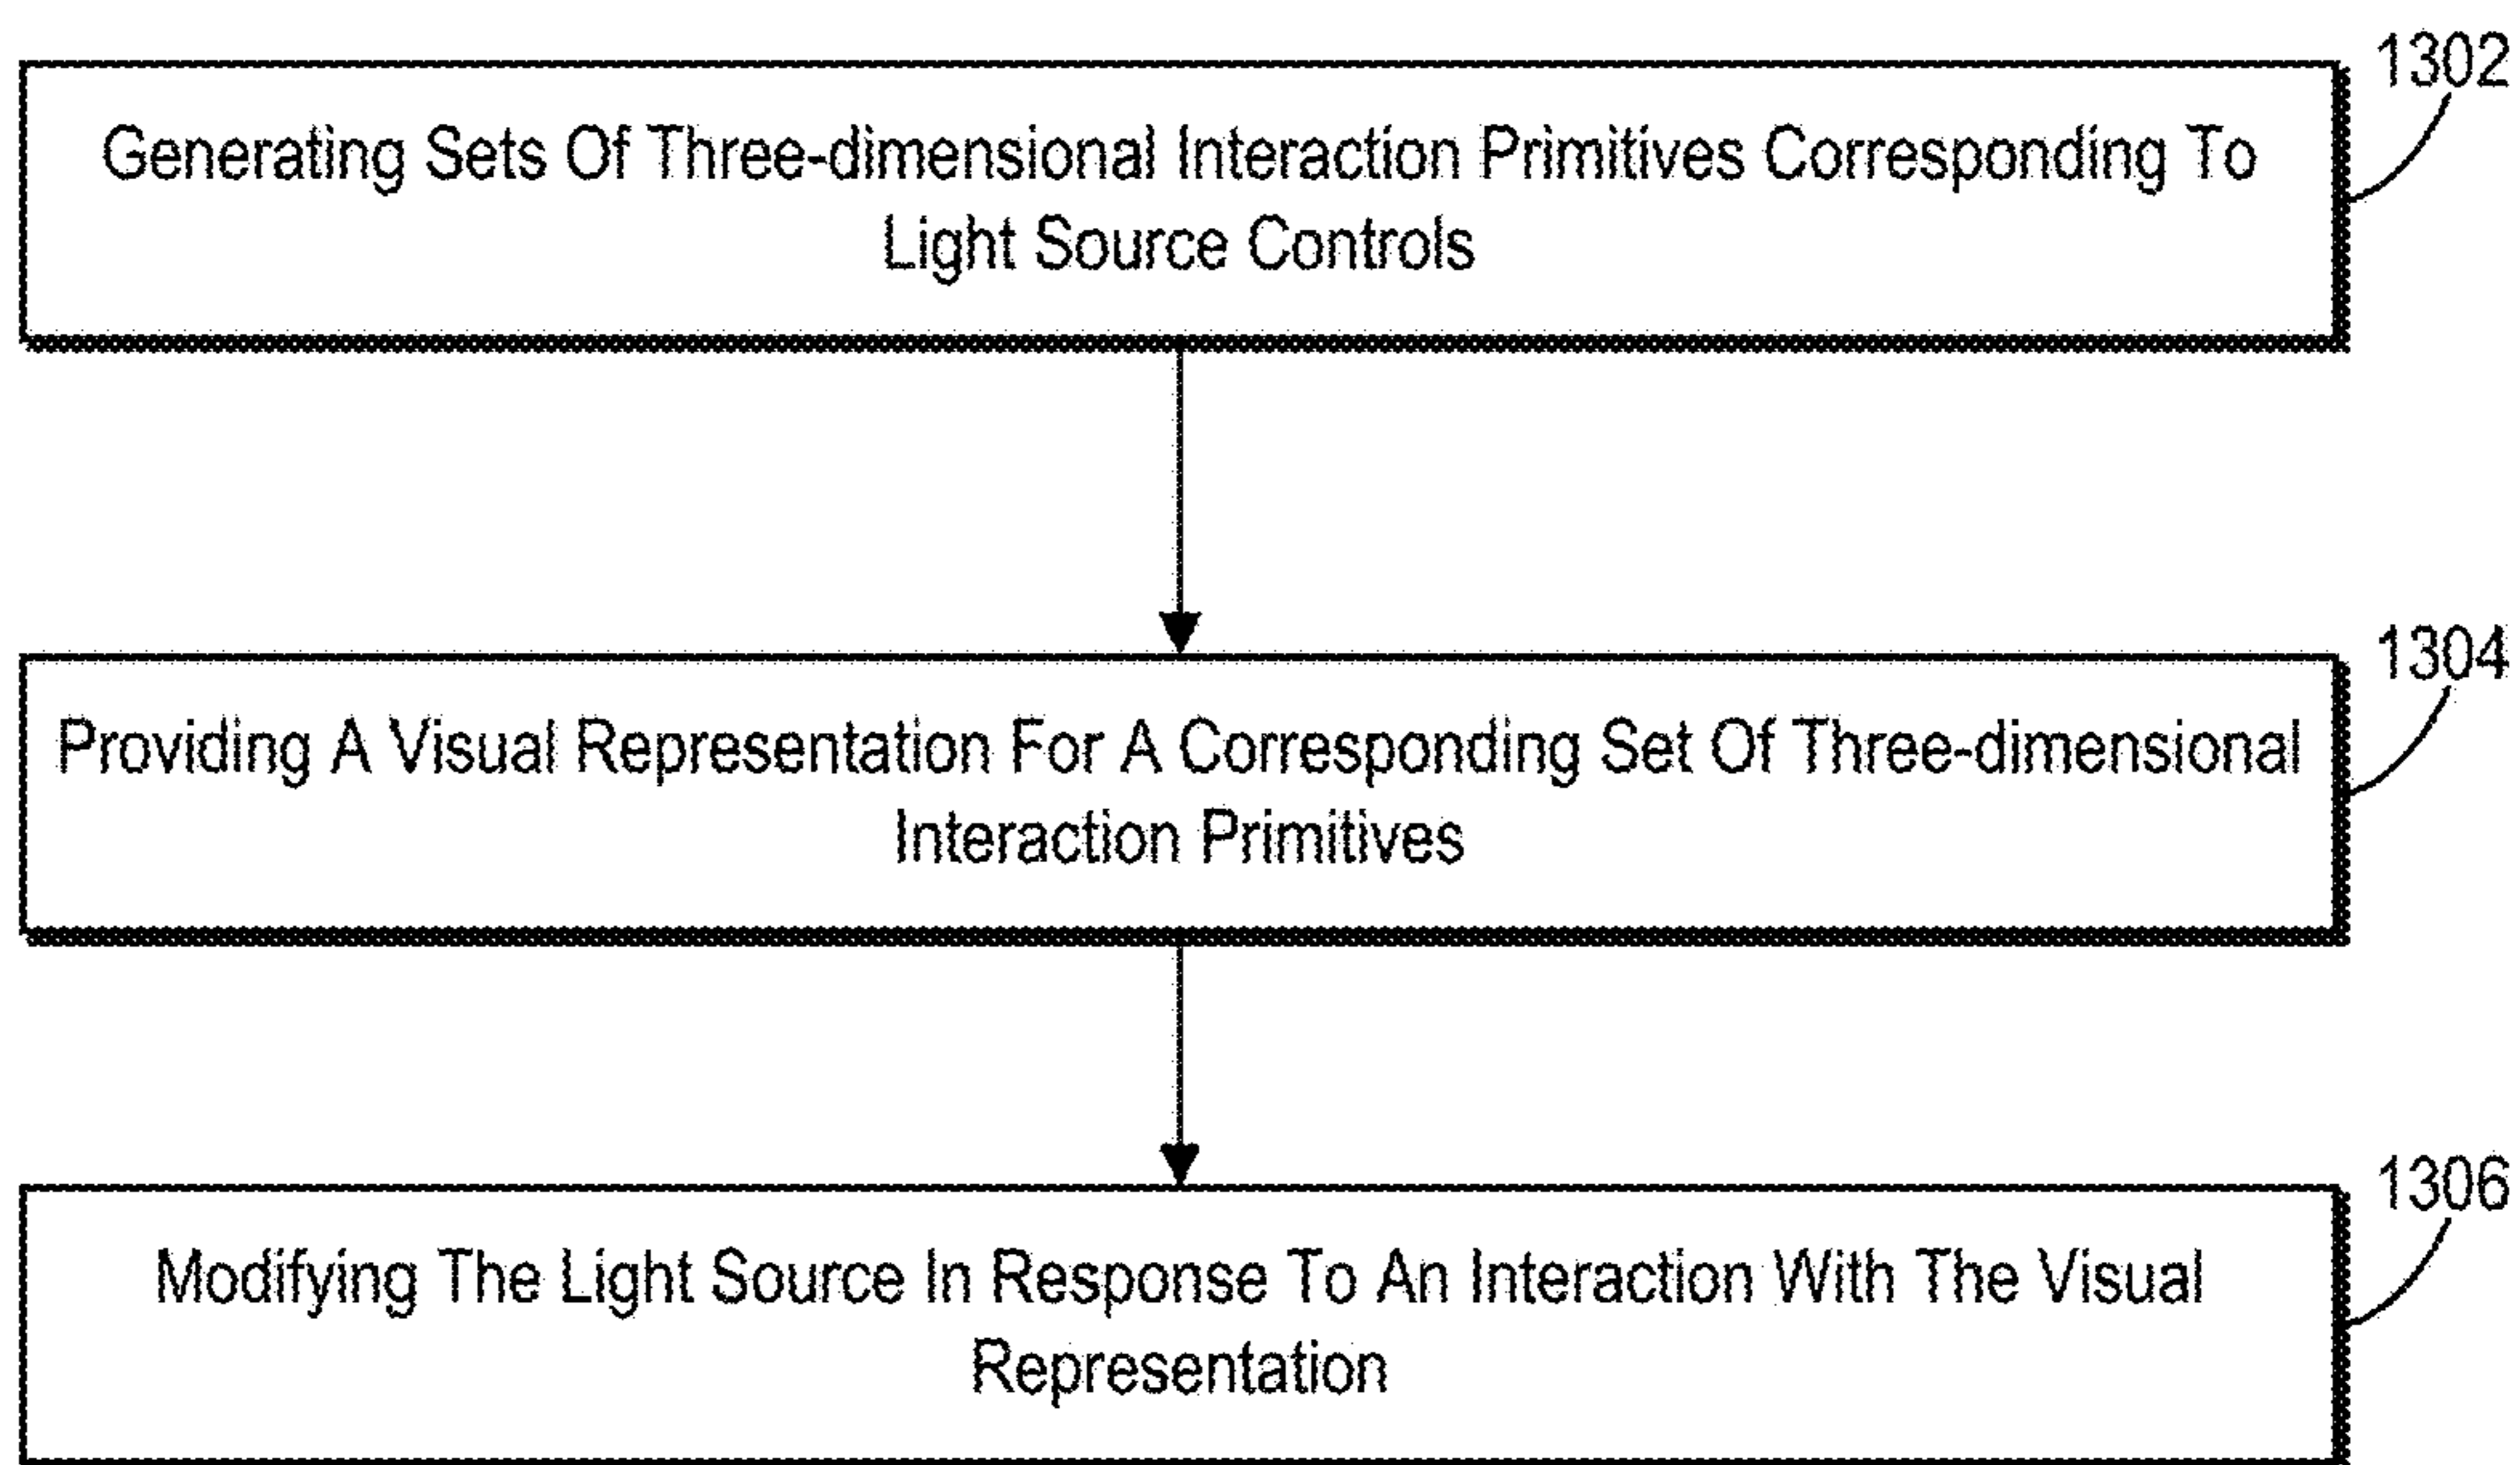 1302
Generating Sets Of Three-dimensional Interaction Primitives Corresponding To
Light Source Controls
1304
Providing A Visual Representation For A Corresponding Set Of Three-dimensional
Interaction Primitives
1306
Modifying The Light Source In Response To An Interaction With The Visual
Representation